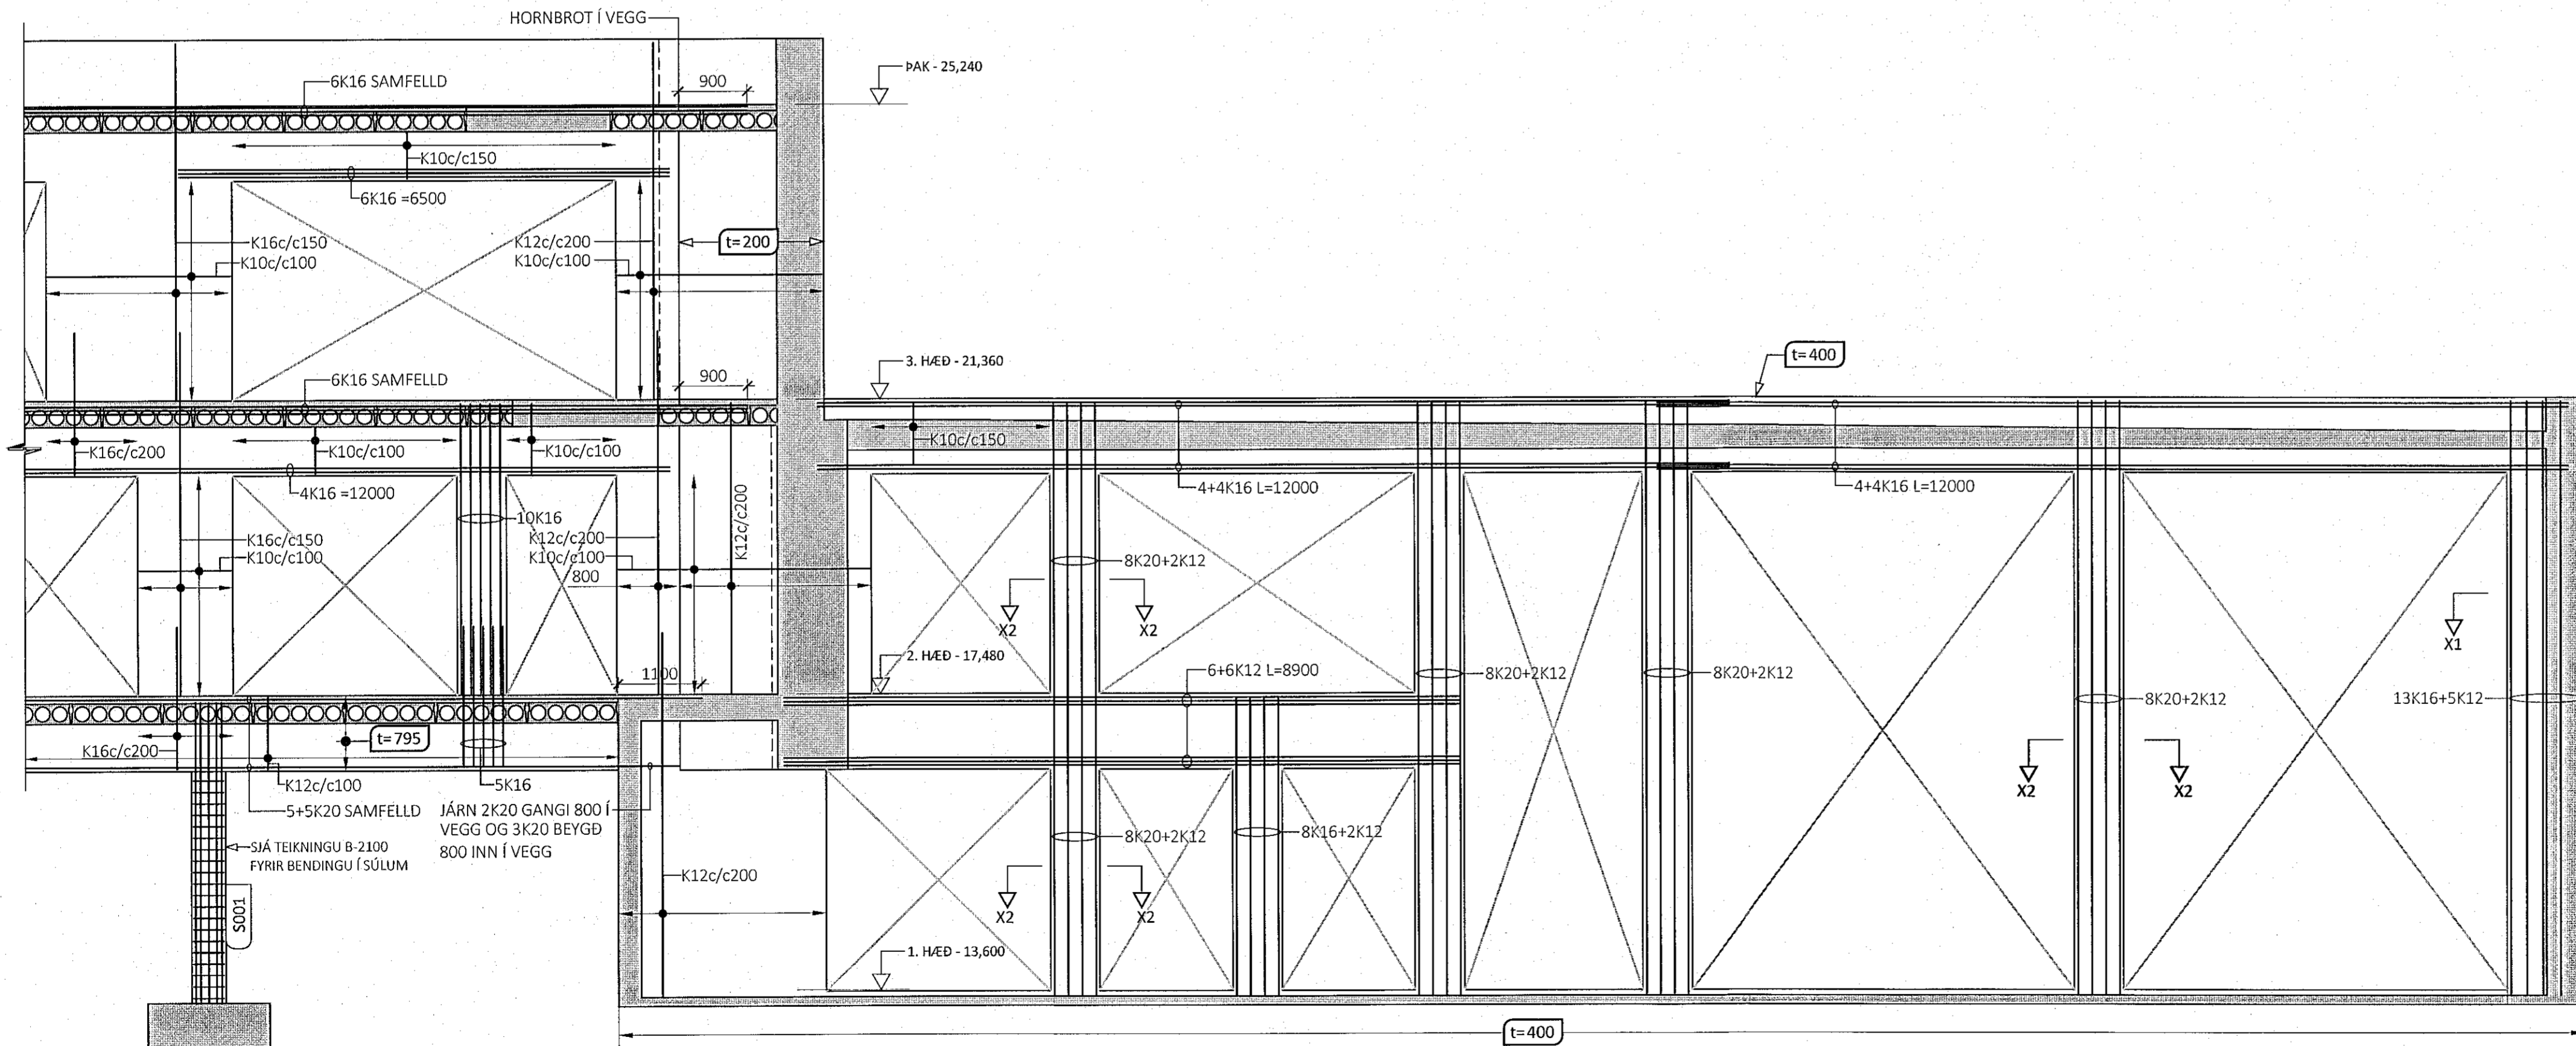 HORNBROT Í VEGG
ÞAK - 25,240
6K16 SAMFELLD
900
K10c/c150
6K16 =6500
K16c/c150
K10c/c100
K12c/c200
K10c/c100
t=200
3. HÆÐ - 21,360
t=400
6K16 SAMFELLD
900
K16c/c200
K10c/c100
K10c/c100
K10c/c150
4K16 =12000
4+4K16 L=12000
4+4K16 L=12000
10K16
K16c/c150
K10c/c100
K12c/c200
K10c/c100
800
K12c/c200
8K20+2K12
X2
X2
X1
2. HÆÐ - 17,480
1100
6+6K12 L=8900
8K20+2K12
8K20+2K12
8K20+2K12
13K16+5K12
t=795
K16c/c200
K12c/c100
5K16
X2
X2
5+5K20 SAMFELLD
JÁRN 2K20 GANGI 800 Í
VEGG OG 3K20 BEYGÐ
800 INN Í VEGG
SJÁ TEIKNINGU B-2100
FYRIR BENDINGU Í SÚLUM
8K20+2K12
8K16+2K12
K12c/c200
S001
X2
X2
1. HÆÐ - 13,600
t=400